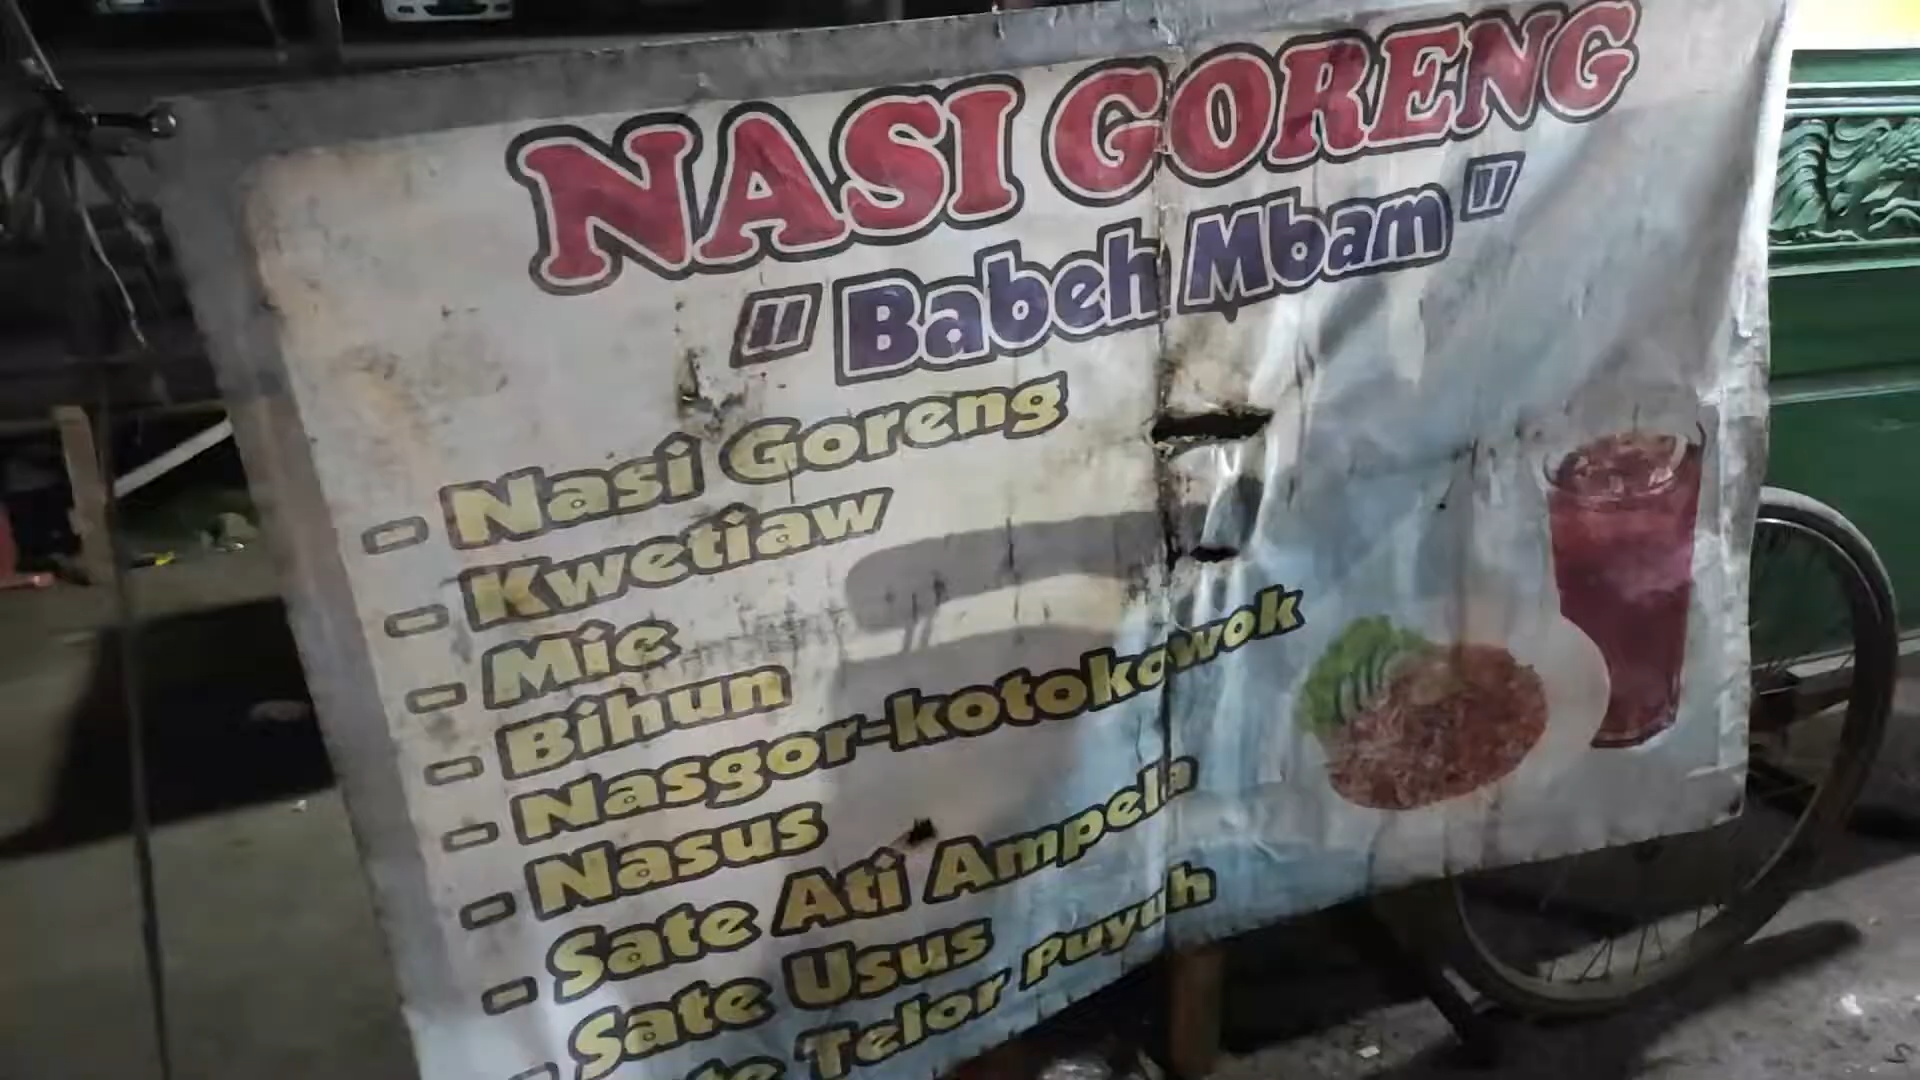 NASI GORENG
" Babeh Mbam "
- Nasi Goreng
- Kwetiaw
- Mie
- Bihun
- Nasgor-kotokowok
- Nasus
- Sate Ati Ampela
- Sate Usus
Telor Puyuh